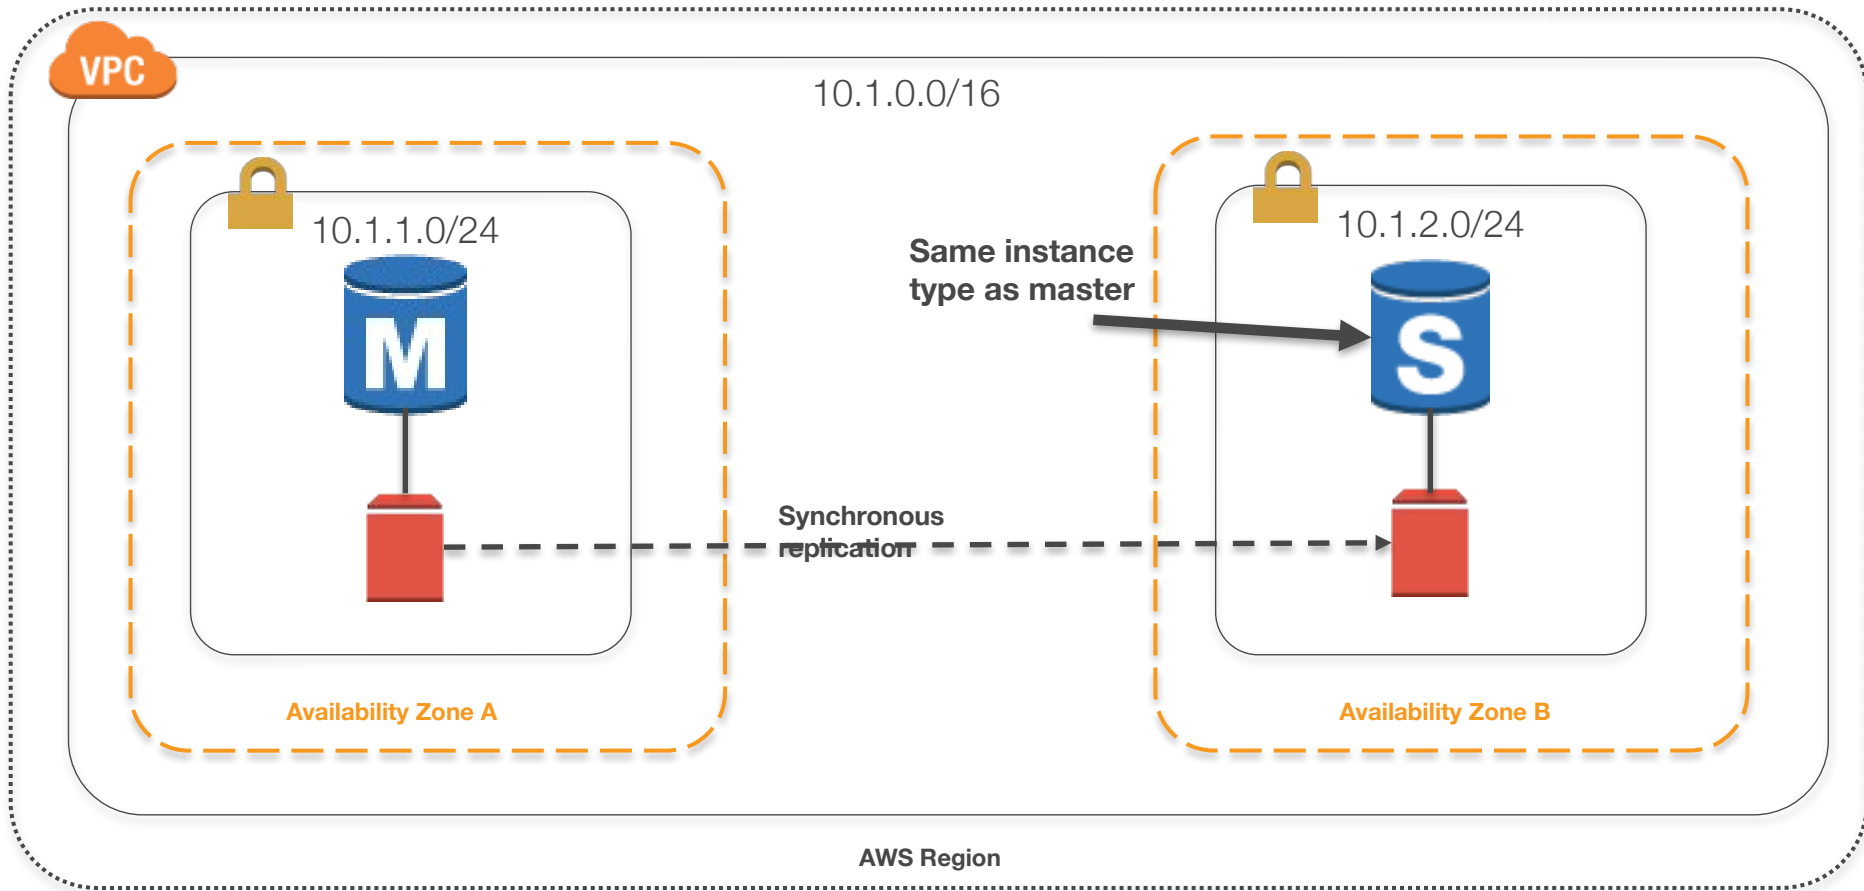 VPC
10.1.0.0/16
10.1.1.0/24
M
Same instance
type as master
10.1.2.0/24
S
Synchronous
replication
Availability Zone A
Availability Zone B
AWS Region